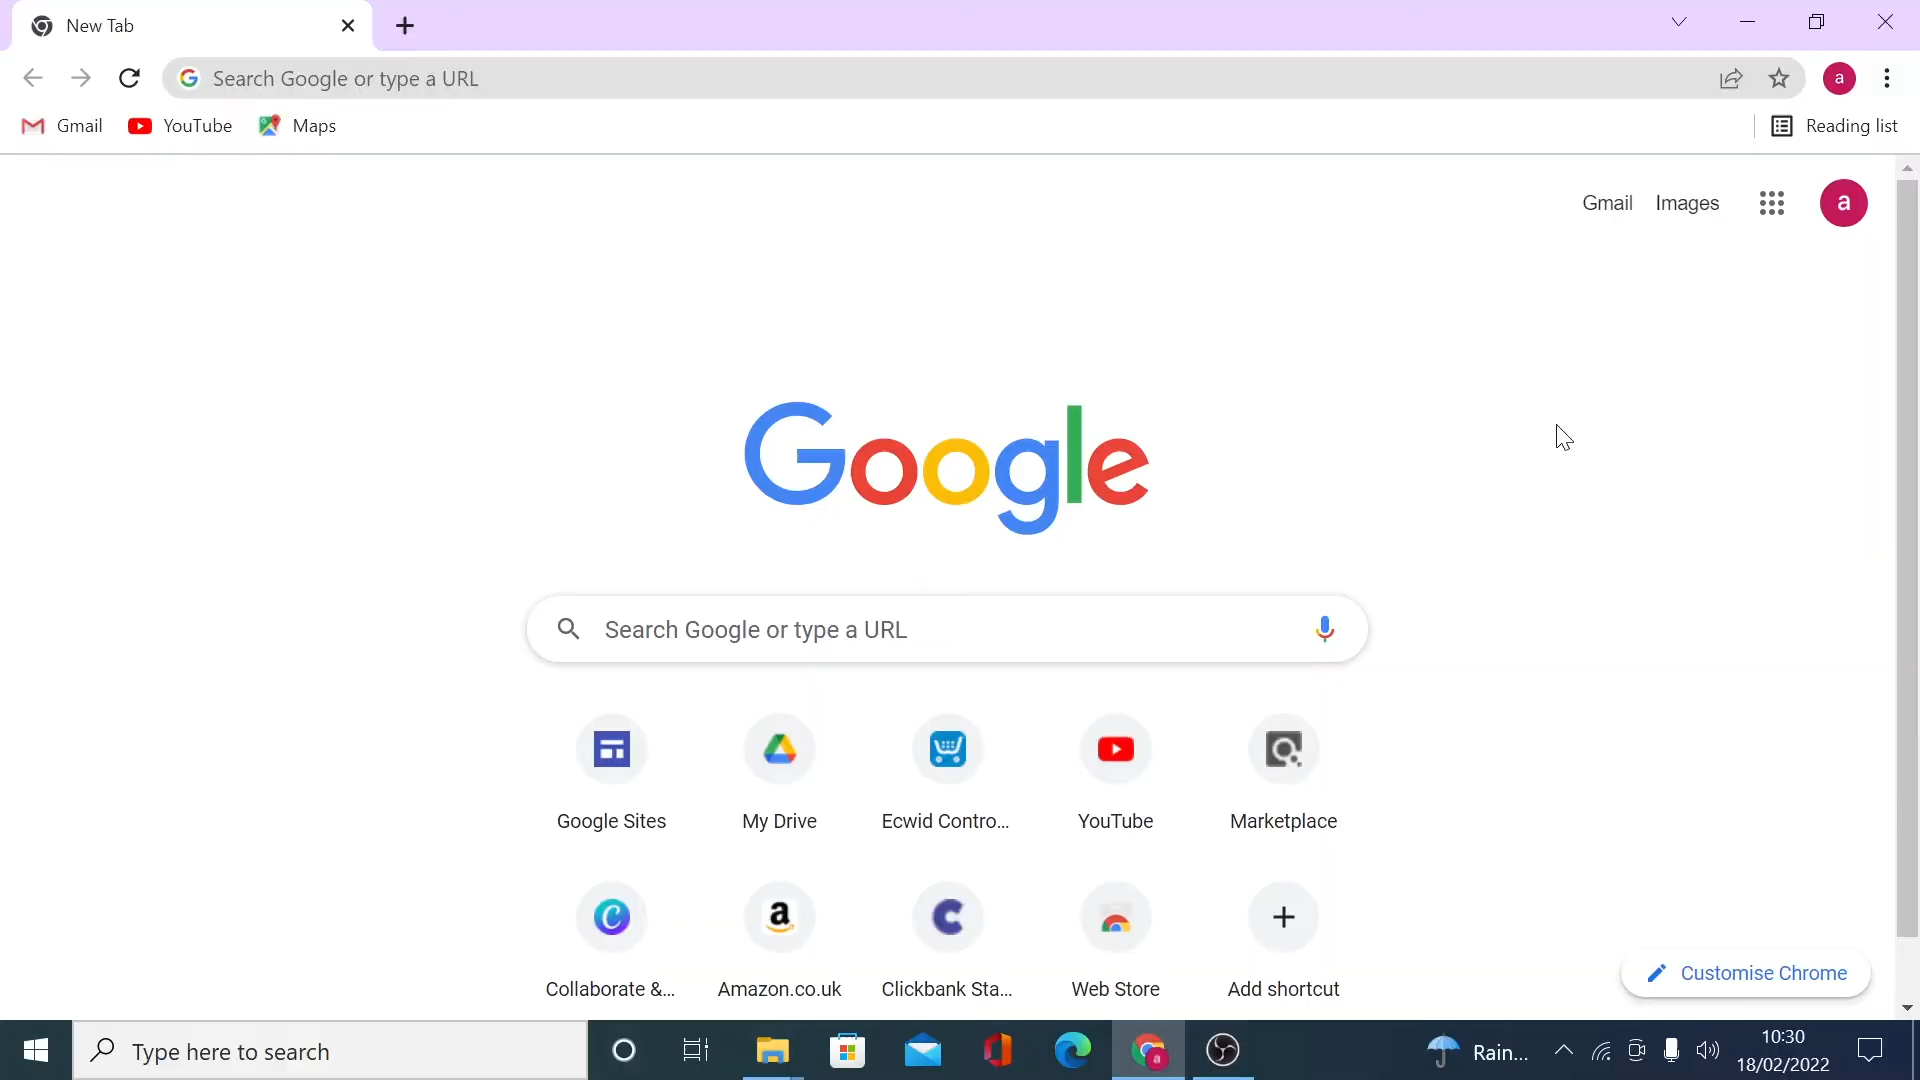 New Tab
Search Google or type a URL
a
Gmail YouTube Maps Reading list
Gmail Images a
Google
Search Google or type a URL
Google Sites My Drive Ecwid Contro... YouTube Marketplace
Collaborate &... Amazon.co.uk Clickbank Sta... Web Store Add shortcut
Customise Chrome
Type here to search
Rain...
10:30
18/02/2022